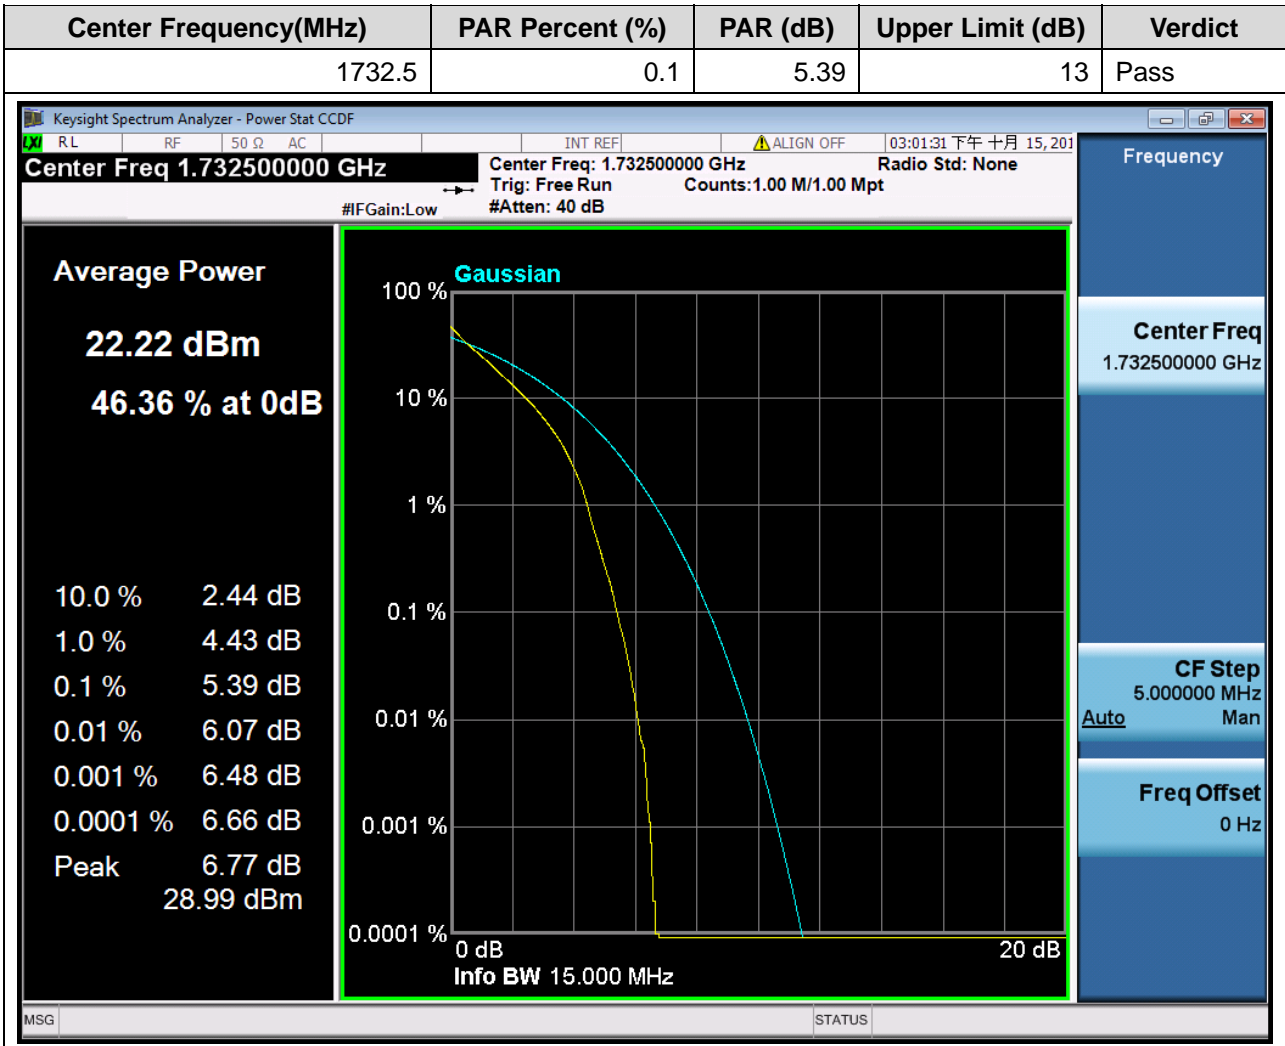 Center Frequency(MHz) PAR Percent (%) PAR (dB) Upper Limit (dB) Verdict
1732.5 0.1 5.39 13 Pass
Keysight Spectrum Analyzer - Power Stat CCDF
LXI RL RF 50 Ω AC INT REF ALIGN OFF 03:01:31 下午 十月 15, 201
Center Freq 1.732500000 GHz
Center Freq: 1.732500000 GHz Radio Std: None
Trig: Free Run Counts:1.00 M/1.00 Mpt
#IFGain:Low #Atten: 40 dB
Average Power
22.22 dBm
46.36 % at 0dB
10.0 % 2.44 dB
1.0 % 4.43 dB
0.1 % 5.39 dB
0.01 % 6.07 dB
0.001 % 6.48 dB
0.0001 % 6.66 dB
Peak 6.77 dB
28.99 dBm
Gaussian
100 %
10 %
1 %
0.1 %
0.01 %
0.001 %
0.0001 %
0 dB 20 dB
Info BW 15.000 MHz
Frequency
Center Freq
1.732500000 GHz
CF Step
5.000000 MHz
Auto Man
Freq Offset
0 Hz
MSG STATUS